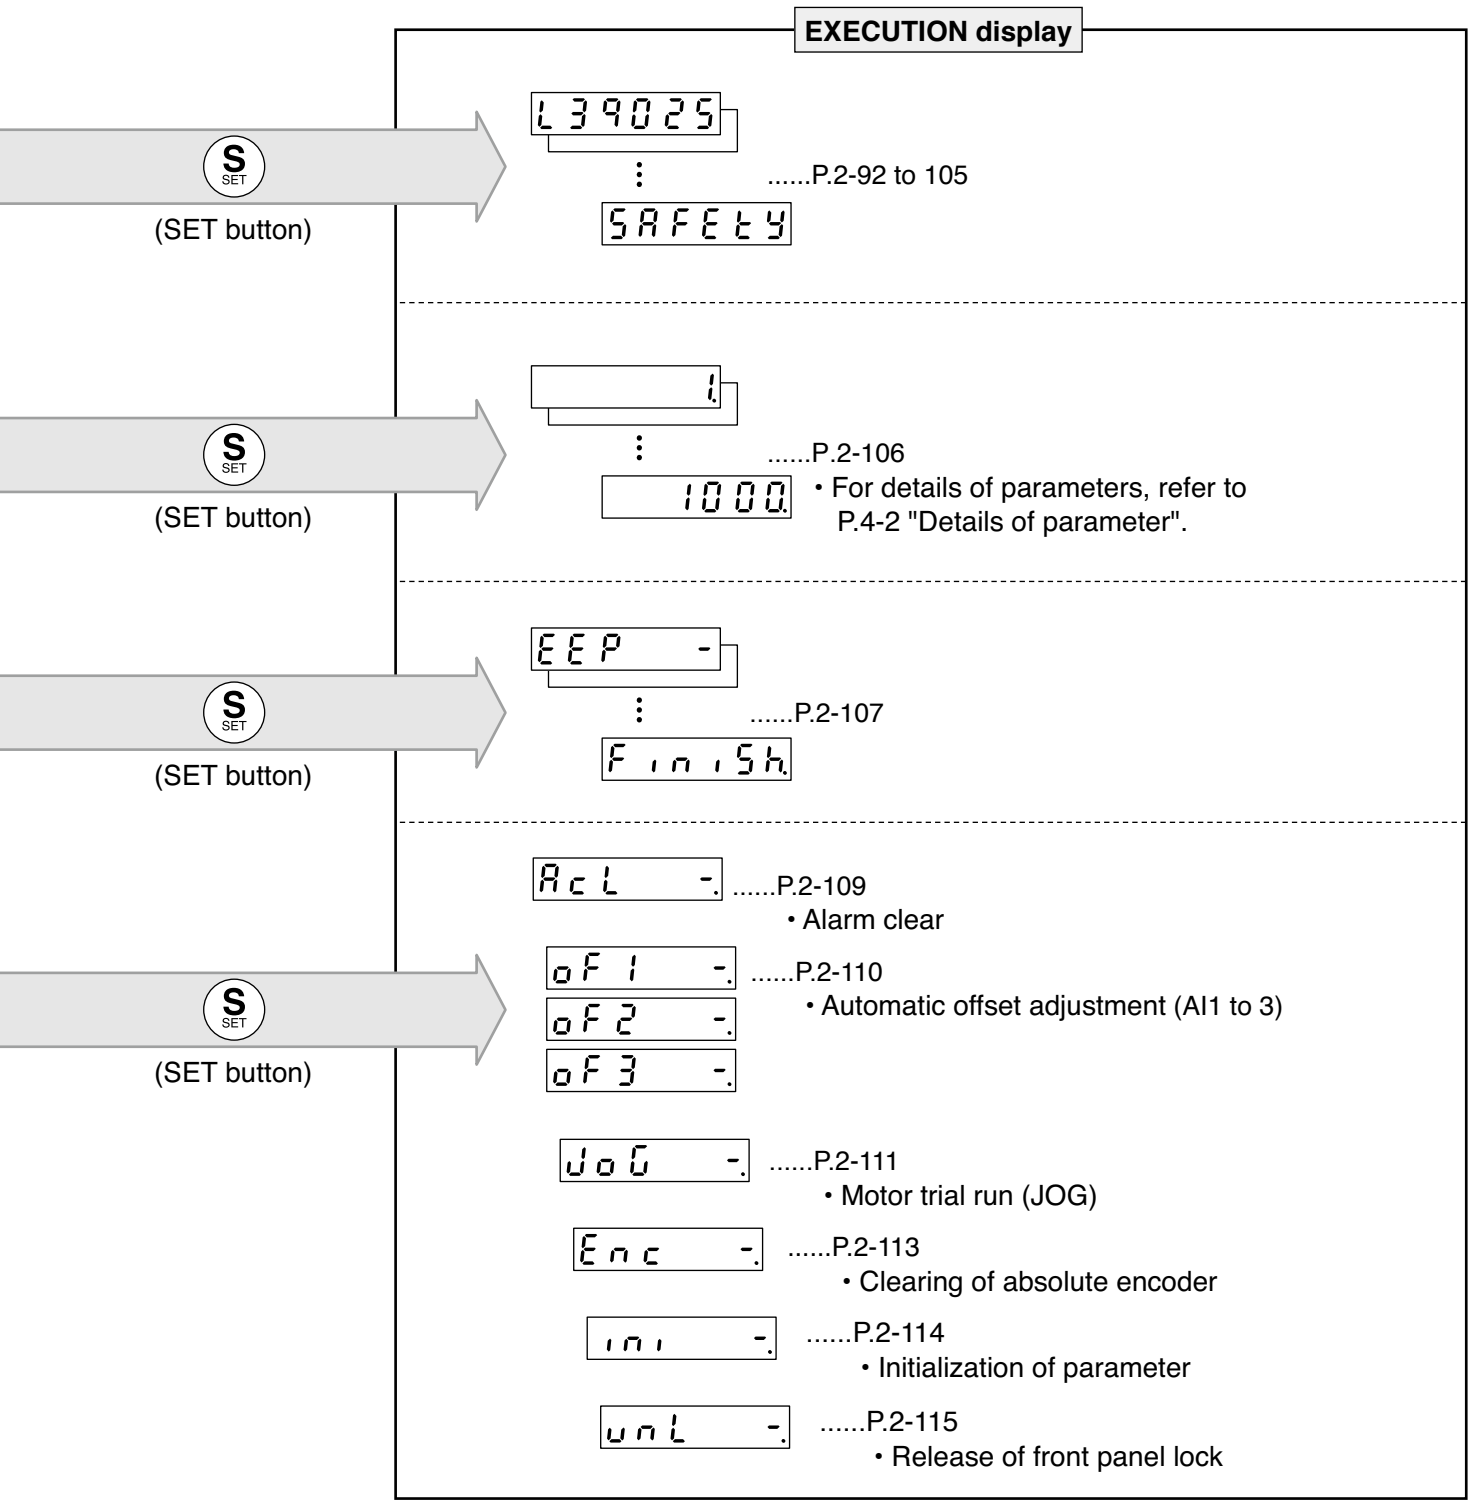 EXECUTION display
L39025
S
SET
......P.2-92 to 105
SAFEty
(SET button)
1.
S
SET
......P.2-106
1000.
• For details of parameters, refer to
P.4-2 "Details of parameter".
(SET button)
EEP -
S
SET
......P.2-107
FiniSh.
(SET button)
AcL -. ......P.2-109
• Alarm clear
oF1 -. ......P.2-110
S
SET
• Automatic offset adjustment (AI1 to 3)
oF2 -.
oF3 -.
(SET button)
JoG -. ......P.2-111
• Motor trial run (JOG)
Enc -. ......P.2-113
• Clearing of absolute encoder
ini -. ......P.2-114
• Initialization of parameter
unL -. ......P.2-115
• Release of front panel lock